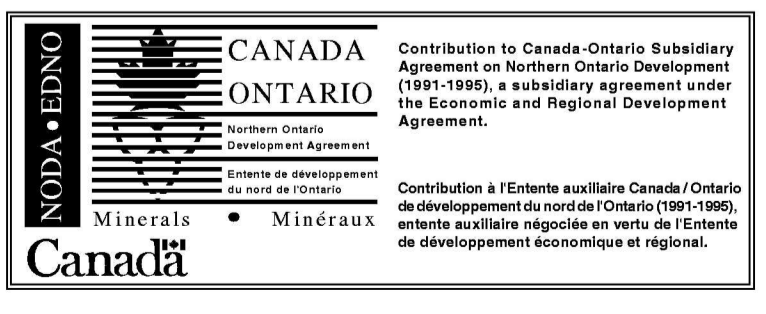 NODA • EDNO
CANADA
ONTARIO
Northern Ontario
Development Agreement
Entente de développement
du nord de l'Ontario
Minerals • Minéraux
Canada
Contribution to Canada-Ontario Subsidiary
Agreement on Northern Ontario Development
(1991-1995), a subsidiary agreement under
the Economic and Regional Development
Agreement.
Contribution à l'Entente auxiliaire Canada / Ontario
de développement du nord de l'Ontario (1991-1995),
entente auxiliaire négociée en vertu de l'Entente
de développement économique et régional.